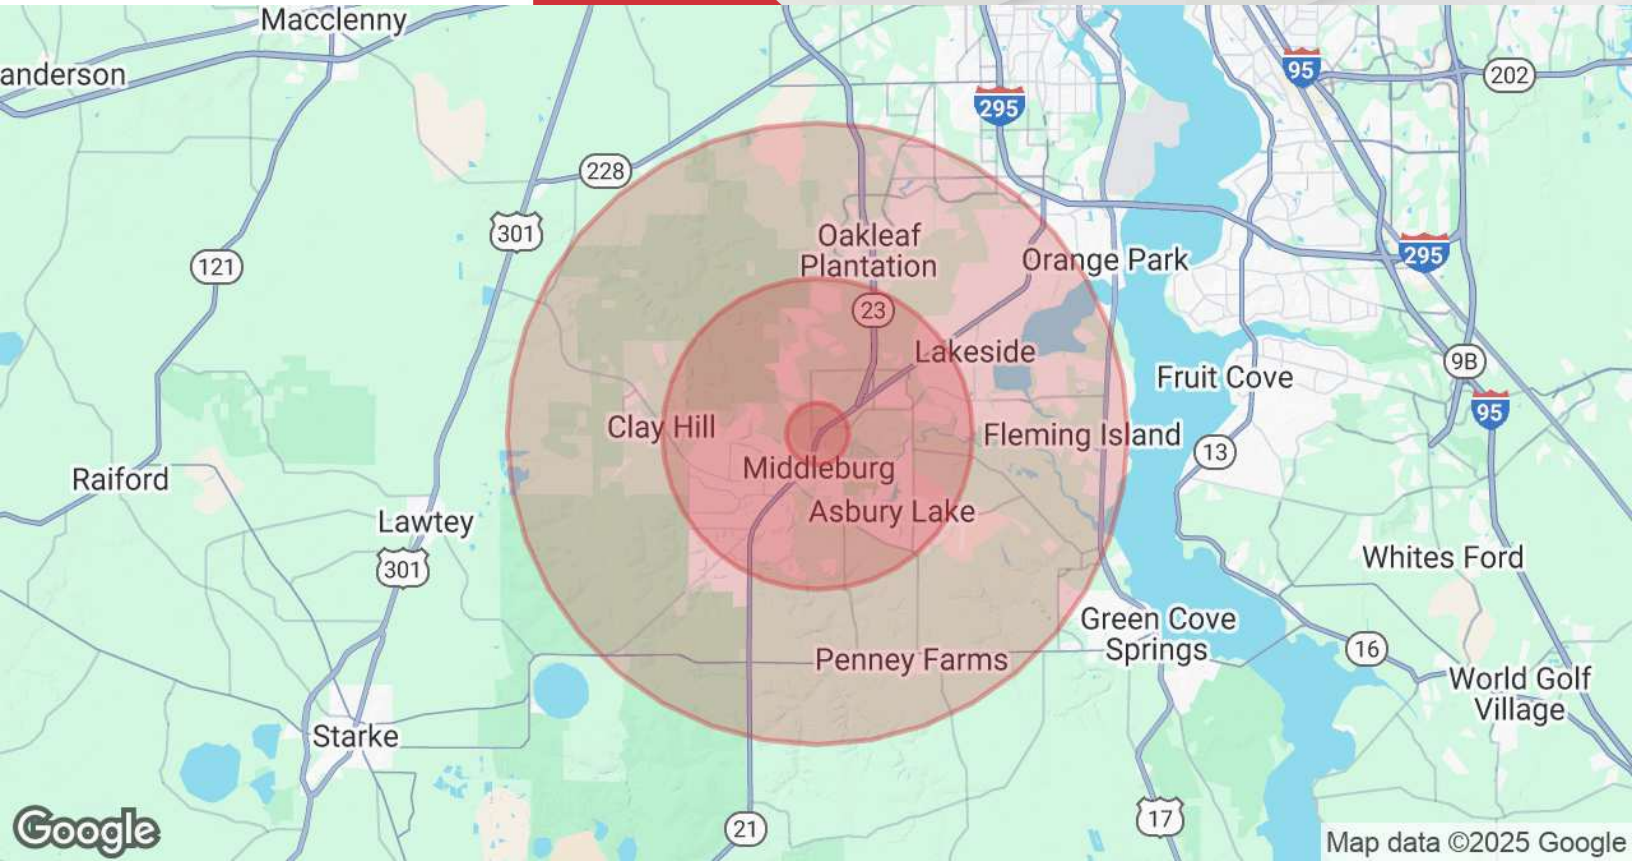 Macclenny
anderson
95
202
295
228
301
121
Oakleaf
Plantation
Orange Park
295
23
Lakeside
9B
Fruit Cove
95
Clay Hill
Fleming Island
13
Middleburg
Raiford
Asbury Lake
Lawtey
301
Whites Ford
Green Cove
Springs
16
Penney Farms
World Golf
Village
Starke
17
21
Google
Map data ©2025 Google